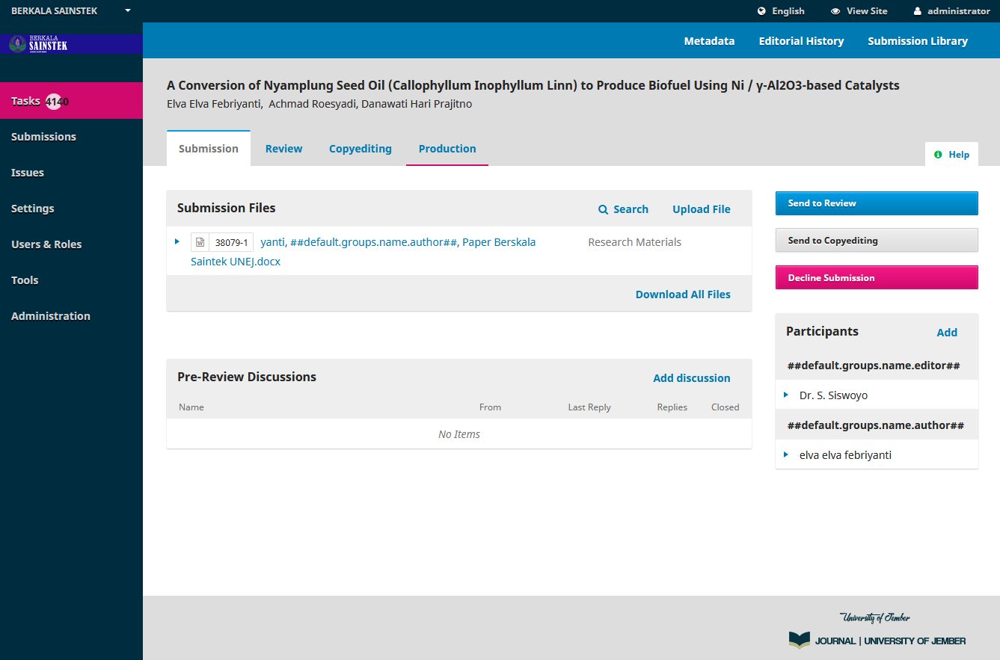 BERKALA SAINSTEK
English
View Site
administrator
BERKALA
SAINSTEK
Metadata
Editorial History
Submission Library
Tasks 4140
Submissions
Issues
Settings
Users & Roles
Tools
Administration
A Conversion of Nyamplung Seed Oil (Callophyllum Inophyllum Linn) to Produce Biofuel Using Ni / γ-Al2O3-based Catalysts
Elva Elva Febriyanti, Achmad Roesyadi, Danawati Hari Prajitno
Submission
Review
Copyediting
Production
Help
Submission Files
Search
Upload File
38079-1 yanti, ##default.groups.name.author##, Paper Berskala
Saintek UNEJ.docx
Research Materials
Download All Files
Pre-Review Discussions
Add discussion
Name From Last Reply Replies Closed
No Items
Send to Review
Send to Copyediting
Decline Submission
Participants
Add
##default.groups.name.editor##
Dr. S. Siswoyo
##default.groups.name.author##
elva elva febriyanti
University of Jember
JOURNAL | UNIVERSITY OF JEMBER